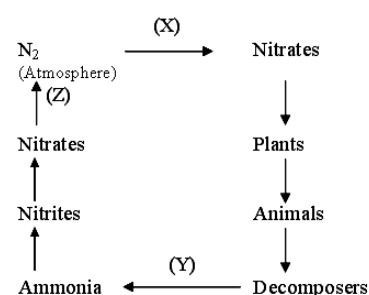 (X)
N₂ Nitrates
(Atmosphere)
(Z)
Nitrates Plants
Nitrites Animals
(Y)
Ammonia Decomposers